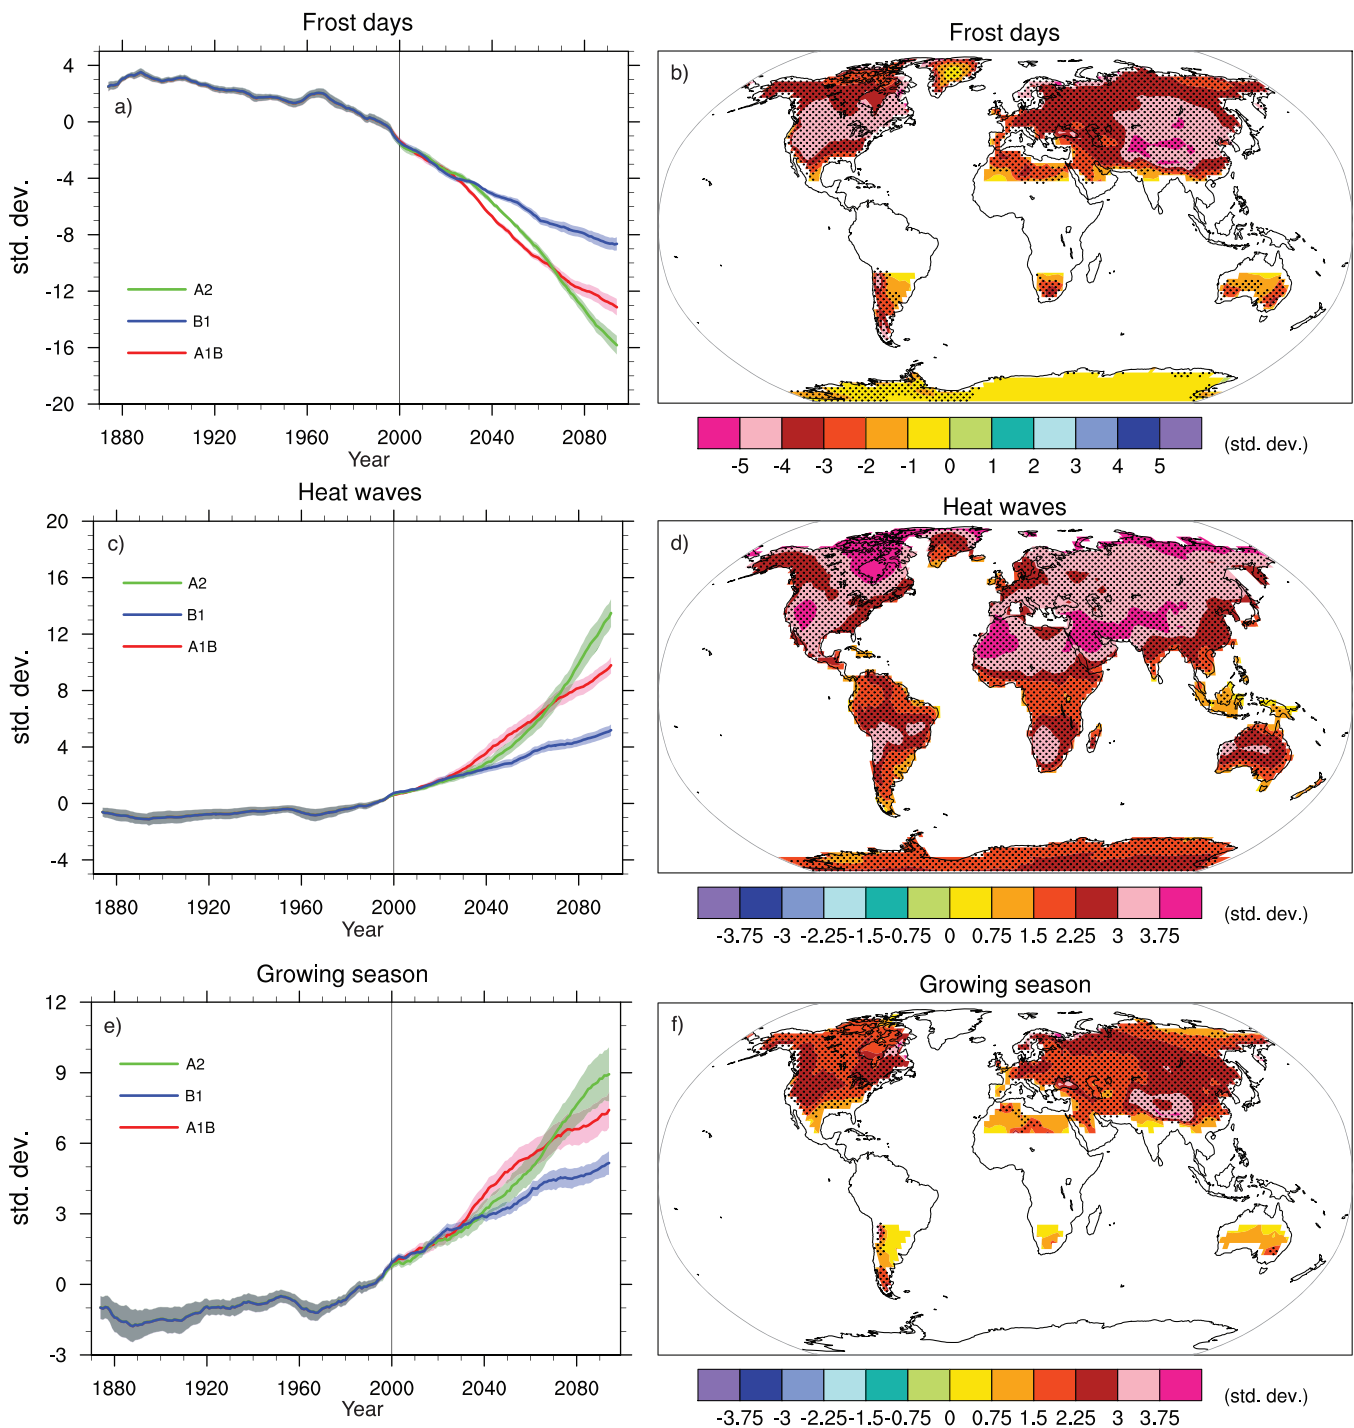 Frost days
a)
4
0
-4
-8
-12
-16
-20
std. dev.
A2
B1
A1B
1880 1920 1960 2000 2040 2080
Year
Frost days
b)
-5 -4 -3 -2 -1 0 1 2 3 4 5
(std. dev.)
Heat waves
c)
20
16
12
8
4
0
-4
std. dev.
A2
B1
A1B
1880 1920 1960 2000 2040 2080
Year
Heat waves
d)
-3.75 -3 -2.25 -1.5 -0.75 0 0.75 1.5 2.25 3 3.75
(std. dev.)
Growing season
e)
12
9
6
3
0
-3
std. dev.
A2
B1
A1B
1880 1920 1960 2000 2040 2080
Year
Growing season
f)
-3.75 -3 -2.25 -1.5 -0.75 0 0.75 1.5 2.25 3 3.75
(std. dev.)